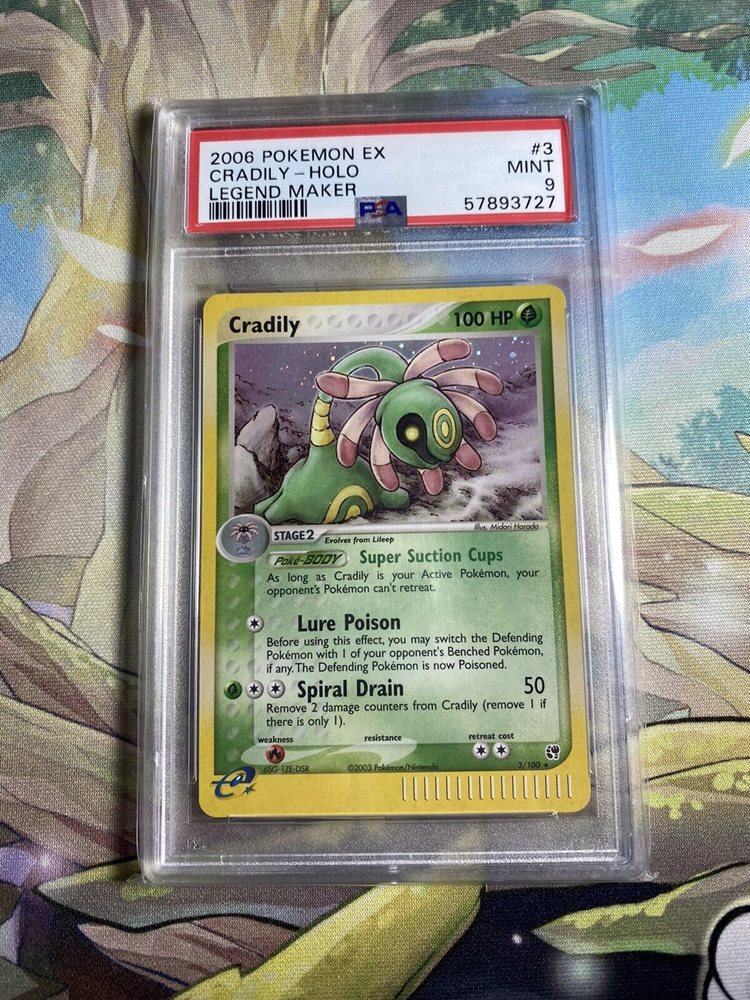 2006 POKEMON EX #3
CRADILY - HOLO MINT
LEGEND MAKER 9
PSA 57893727
Cradily 100 HP
Illus. Midori Harada
STAGE2 Evolves from Lileep
Poké-BODY Super Suction Cups
As long as Cradily is your Active Pokémon, your
opponent's Pokémon can't retreat.
Lure Poison
Before using this effect, you may switch the Defending
Pokémon with 1 of your opponent's Benched Pokémon,
if any. The Defending Pokémon is now Poisoned.
Spiral Drain 50
Remove 2 damage counters from Cradily (remove 1 if
there is only 1).
weakness resistance retreat cost
6SG-1ZE-DSR ©2003 Pokémon/Nintendo 3/100 ★
e